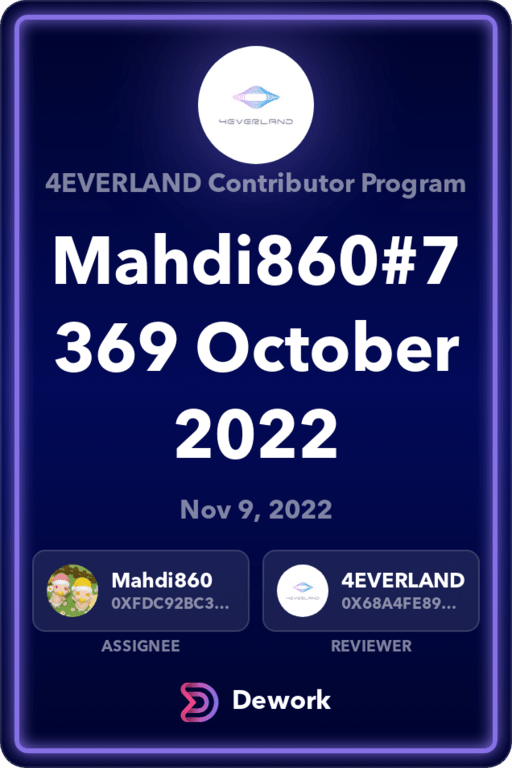 4EVERLAND
4EVERLAND Contributor Program
Mahdi860#7
369 October
2022
Nov 9, 2022
Mahdi860
0XFDC92BC3...
4EVERLAND
4EVERLAND
0X68A4FE89...
ASSIGNEE
REVIEWER
Dework